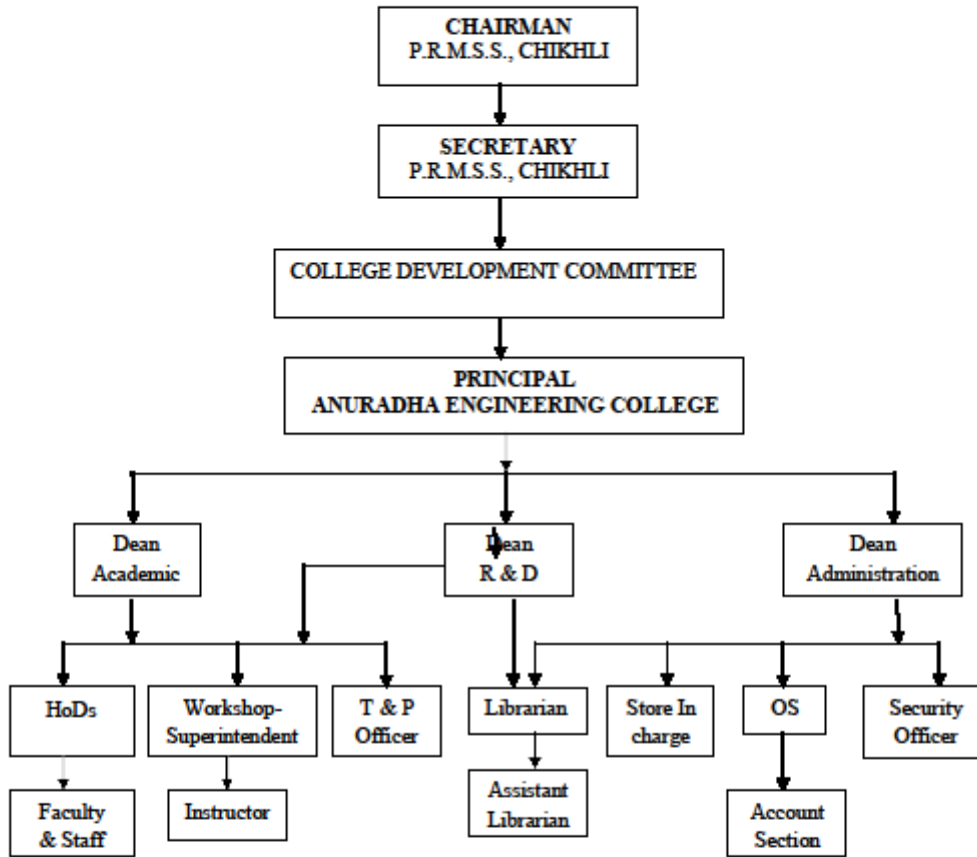 CHAIRMAN
P.R.M.S.S., CHIKHLI
SECRETARY
P.R.M.S.S., CHIKHLI
COLLEGE DEVELOPMENT COMMITTEE
PRINCIPAL
ANURADHA ENGINEERING COLLEGE
Dean
Academic
Dean
R & D
Dean
Administration
HoDs
Workshop-
Superintendent
T & P
Officer
Librarian
Store In
charge
OS
Security
Officer
Faculty
& Staff
Instructor
Assistant
Librarian
Account
Section